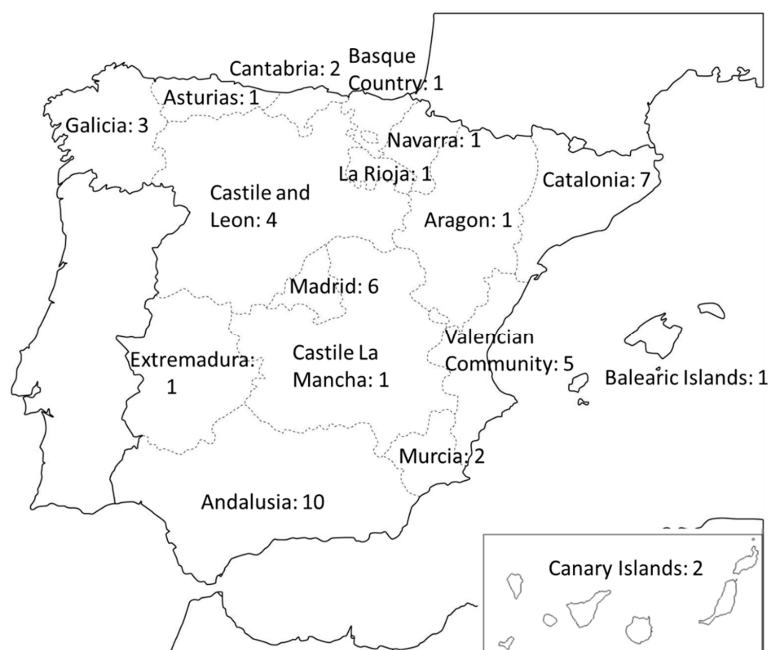 Cantabria: 2
Basque
Country: 1
Asturias: 1
Galicia: 3
Navarra: 1
La Rioja: 1
Catalonia: 7
Castile and
Leon: 4
Aragon: 1
Madrid: 6
Valencian
Community: 5
Extremadura:
1
Castile La
Mancha: 1
Balearic Islands: 1
Murcia: 2
Andalusia: 10
Canary Islands: 2